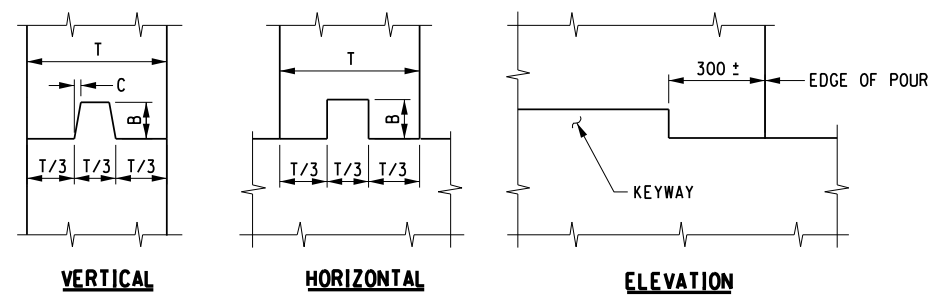 T
C
B
T/3 T/3 T/3
VERTICAL
T
B
T/3 T/3 T/3
HORIZONTAL
300 ±
EDGE OF POUR
KEYWAY
ELEVATION